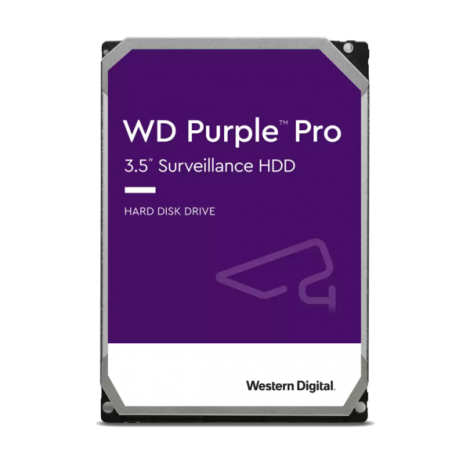 WD Purple™ Pro
3.5" Surveillance HDD
HARD DISK DRIVE
Western Digital.